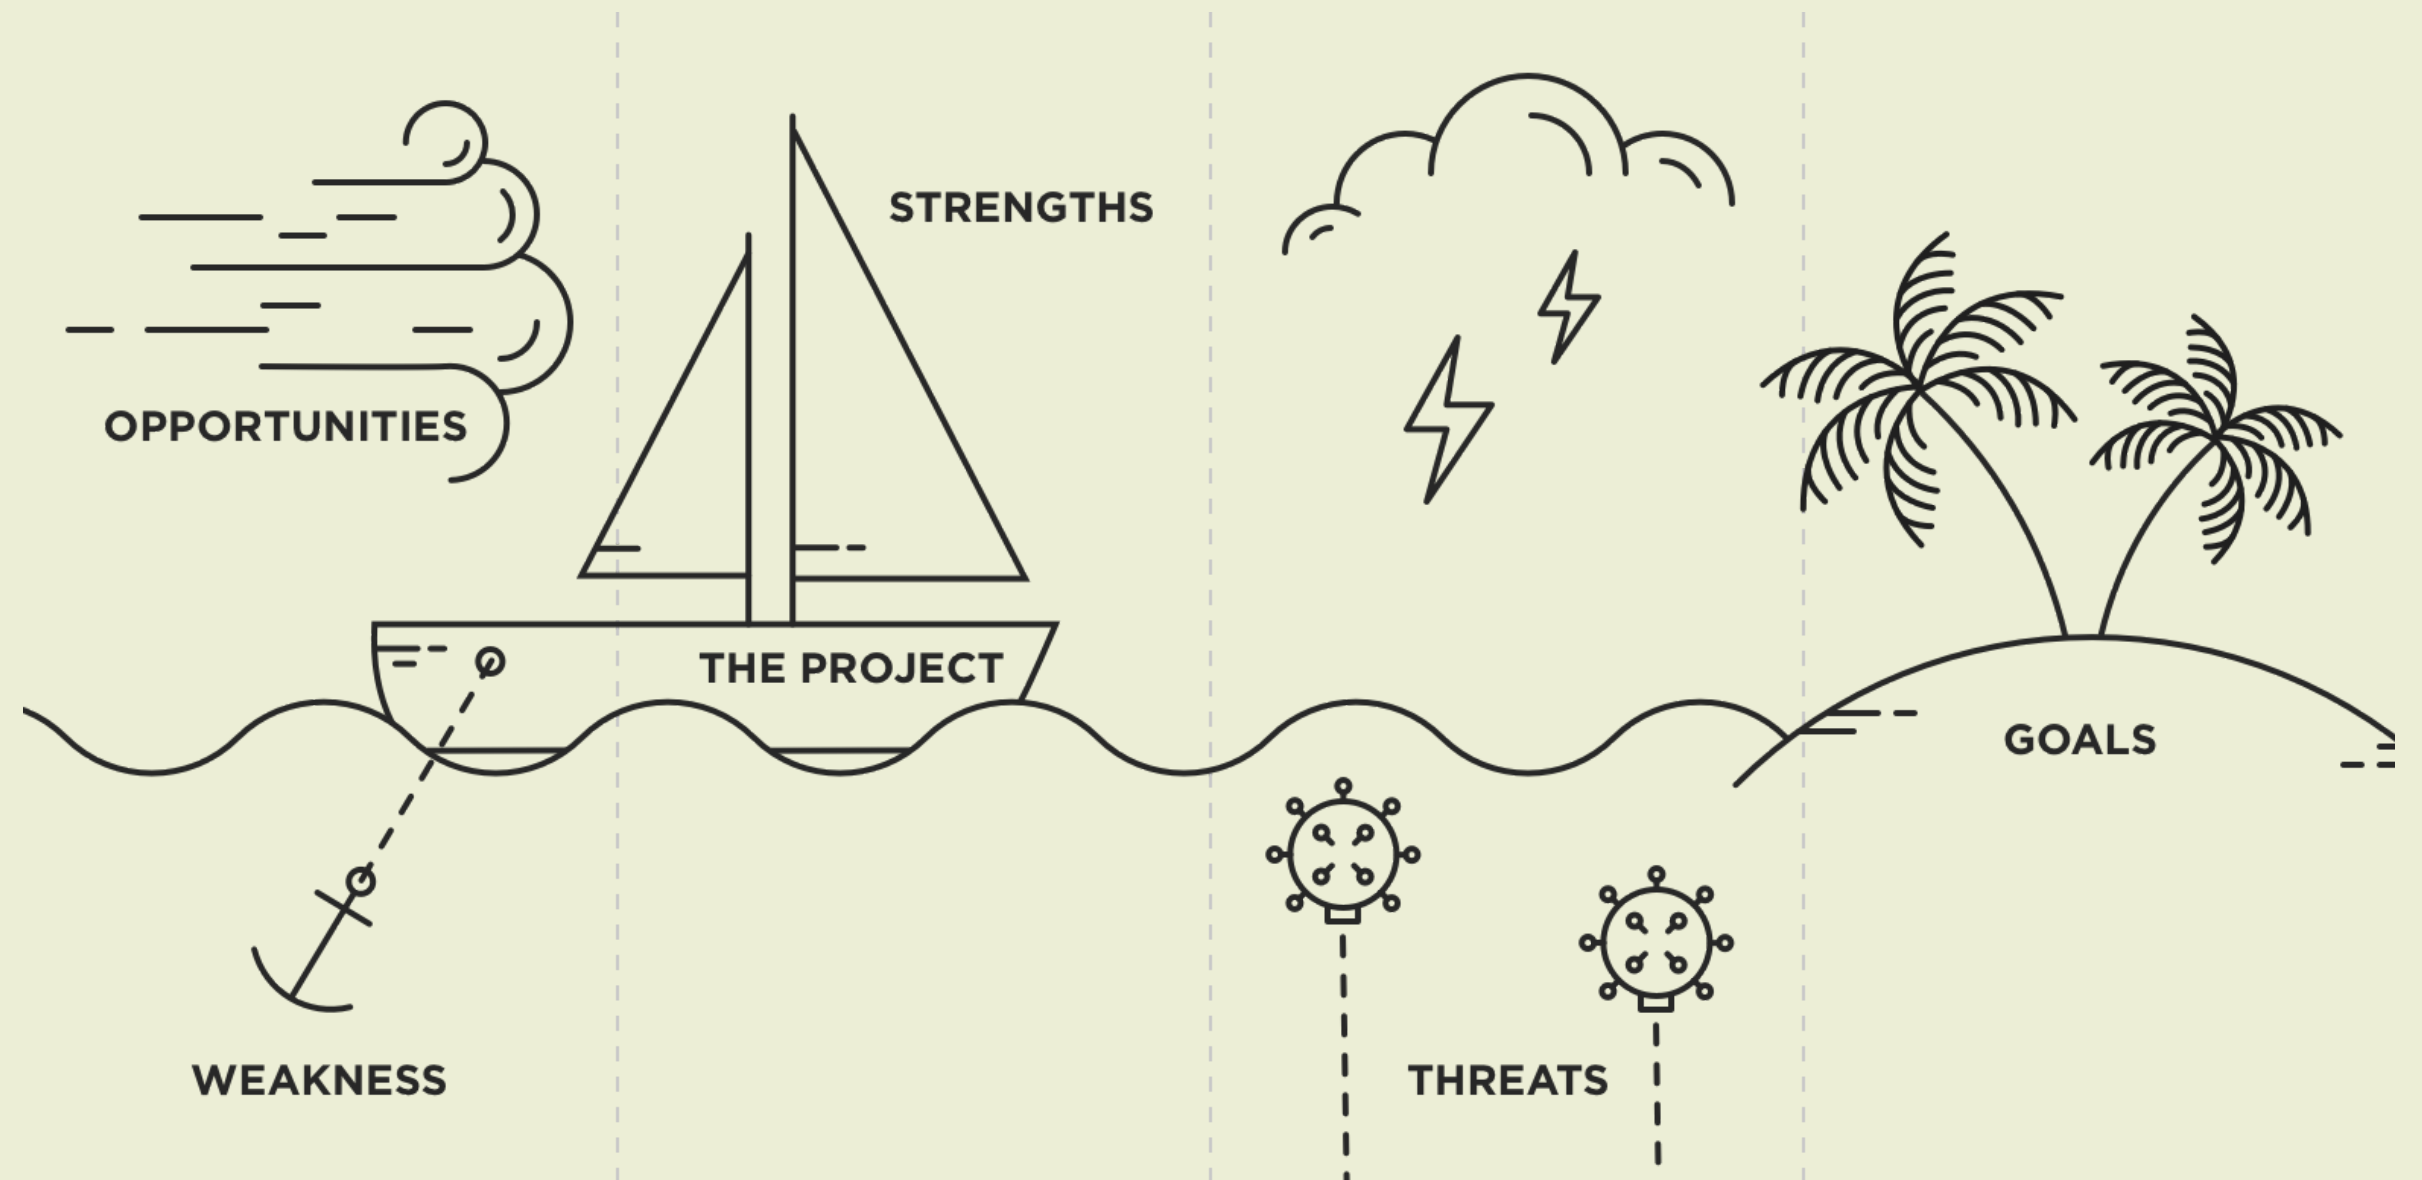 STRENGTHS
OPPORTUNITIES
THE PROJECT
GOALS
WEAKNESS
THREATS